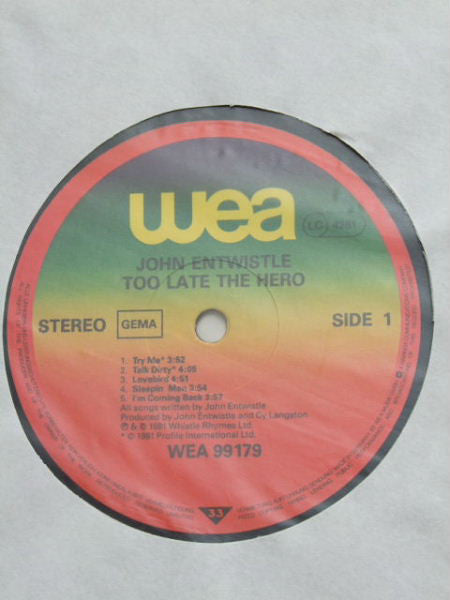 wea
LC 4281
JOHN ENTWISTLE
TOO LATE THE HERO
STEREO GEMA SIDE 1
1. Try Me* 3:52
2. Talk Dirty* 4:05
3. Lovebird 4:51
4. Sleepin' Man 3:54
5. I'm Coming Back 3:57
All songs written by John Entwistle
Produced by John Entwistle and Cy Langston
℗ & © 1981 Whistle Rhymes Ltd.
* © 1981 Profile International Ltd.
WEA 99179
33